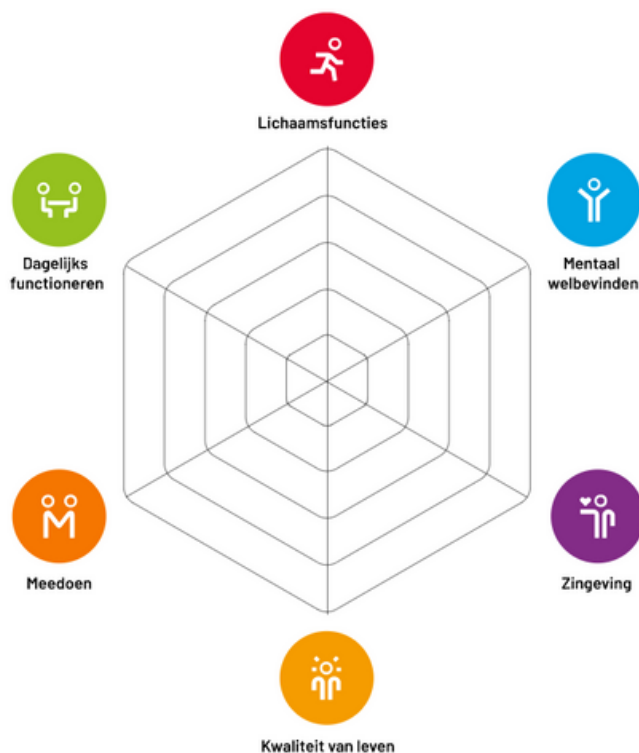 Lichaamsfuncties
Dagelijks
functioneren
Mentaal
welbevinden
Meedoen
Zingeving
Kwaliteit van leven